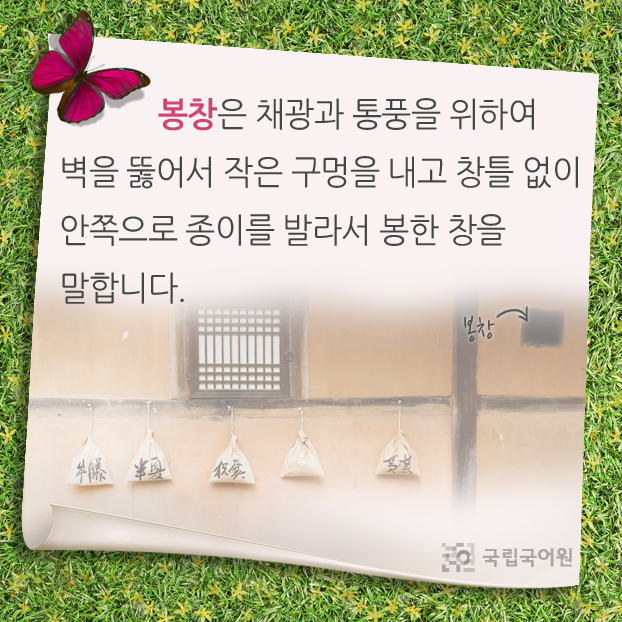 봉창은 채광과 통풍을 위하여
벽을 뚫어서 작은 구멍을 내고 창틀 없이
안쪽으로 종이를 발라서 봉한 창을
말합니다.
봉창
국립국어원